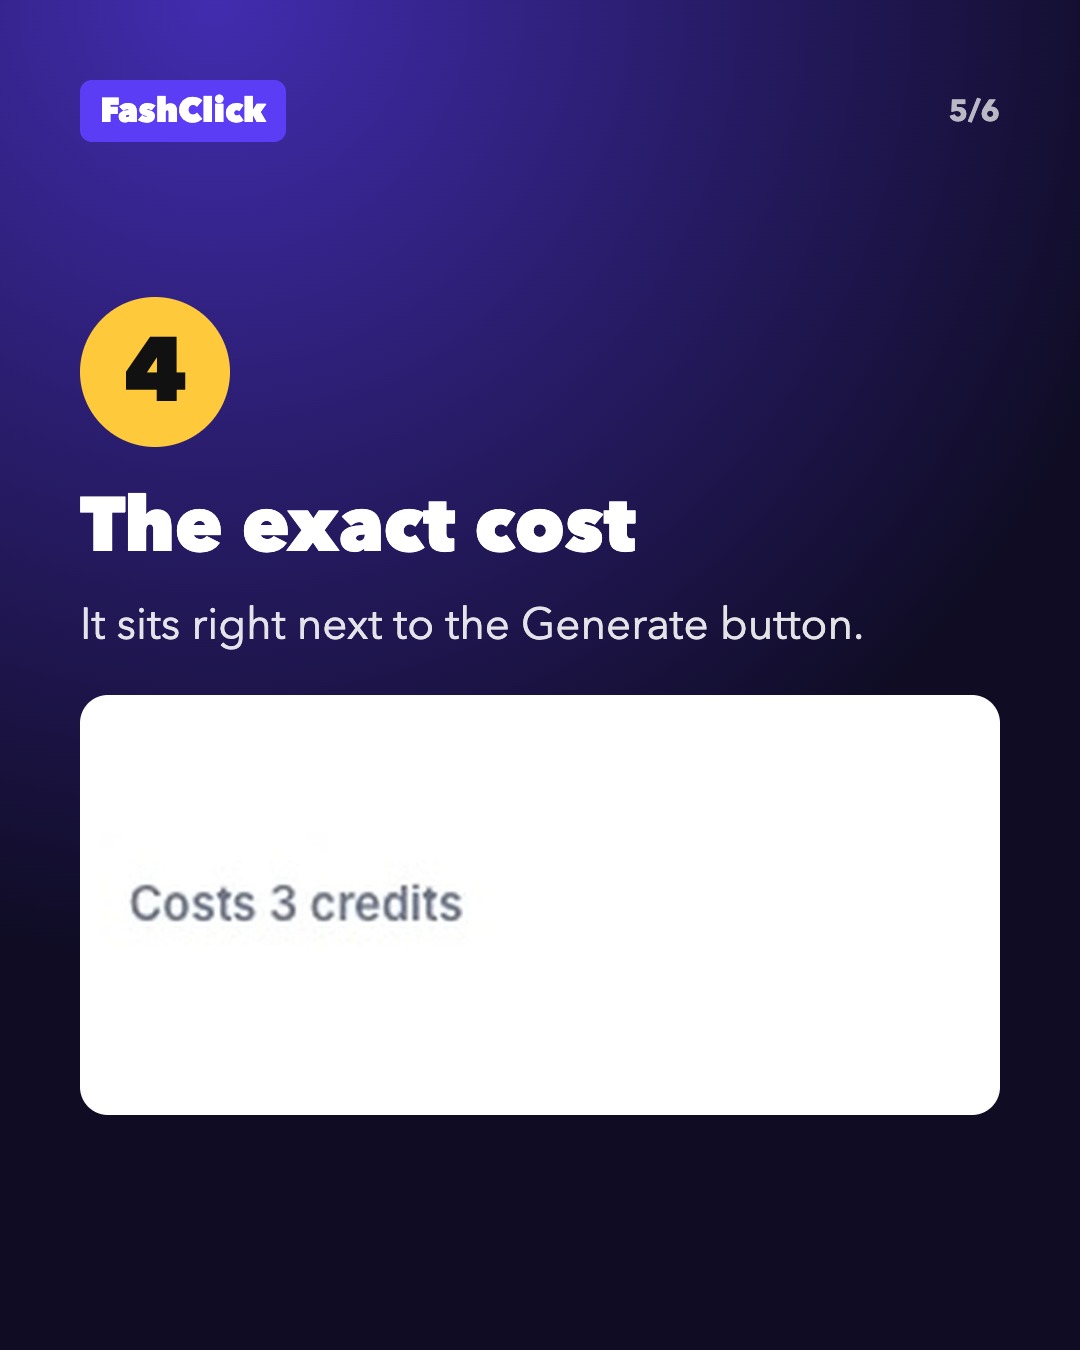 FashClick
5/6
4
The exact cost
It sits right next to the Generate button.
Costs 3 credits